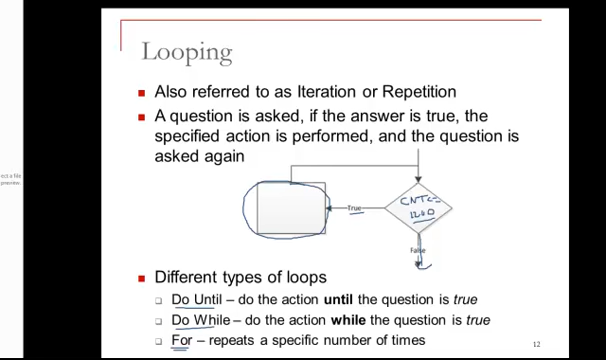 Looping
Also referred to as Iteration or Repetition
A question is asked, if the answer is true, the
specified action is performed, and the question is
asked again
True
False
Different types of loops
Do Until – do the action until the question is true
Do While – do the action while the question is true
For – repeats a specific number of times
12